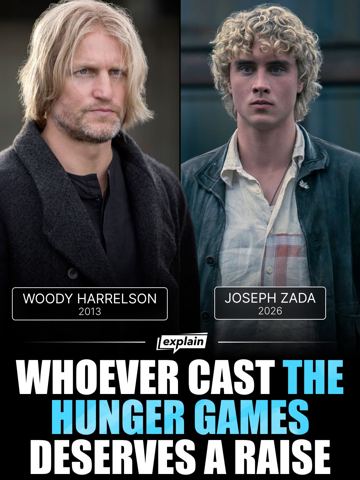 WOODY HARRELSON
2013
JOSEPH ZADA
2026
explain
WHOEVER CAST THE
HUNGER GAMES
DESERVES A RAISE